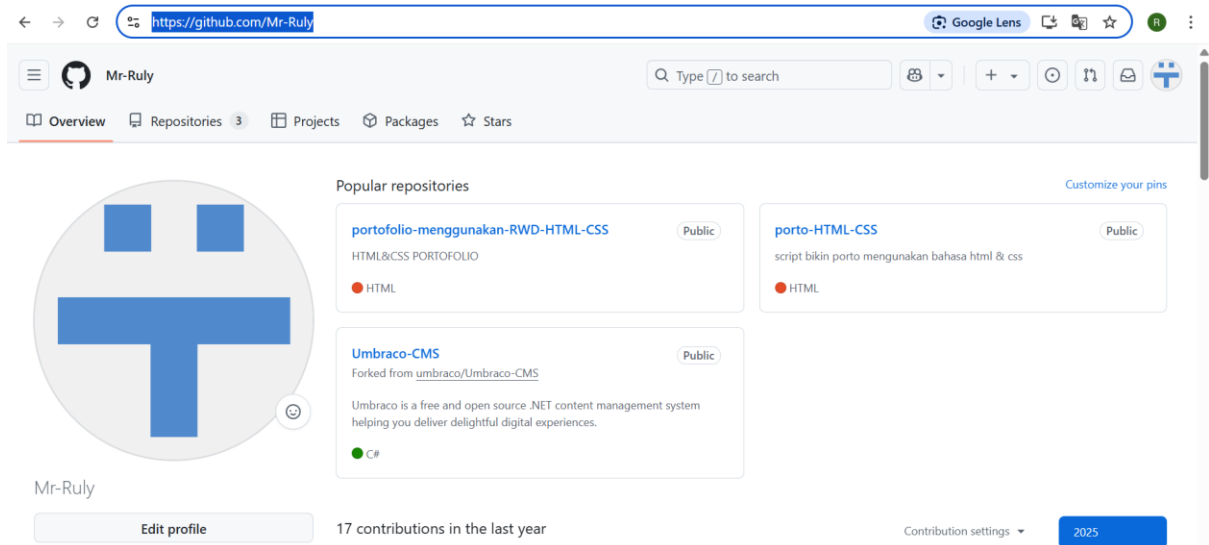 https://github.com/Mr-Ruly
Google Lens
R
Mr-Ruly
Type / to search
Overview
Repositories 3
Projects
Packages
Stars
Popular repositories
Customize your pins
portofolio-menggunakan-RWD-HTML-CSS
Public
HTML&CSS PORTOFOLIO
HTML
porto-HTML-CSS
Public
script bikin porto mengunakan bahasa html & css
HTML
Umbraco-CMS
Public
Forked from umbraco/Umbraco-CMS
Umbraco is a free and open source .NET content management system
helping you deliver delightful digital experiences.
C#
Mr-Ruly
Edit profile
17 contributions in the last year
Contribution settings
2025